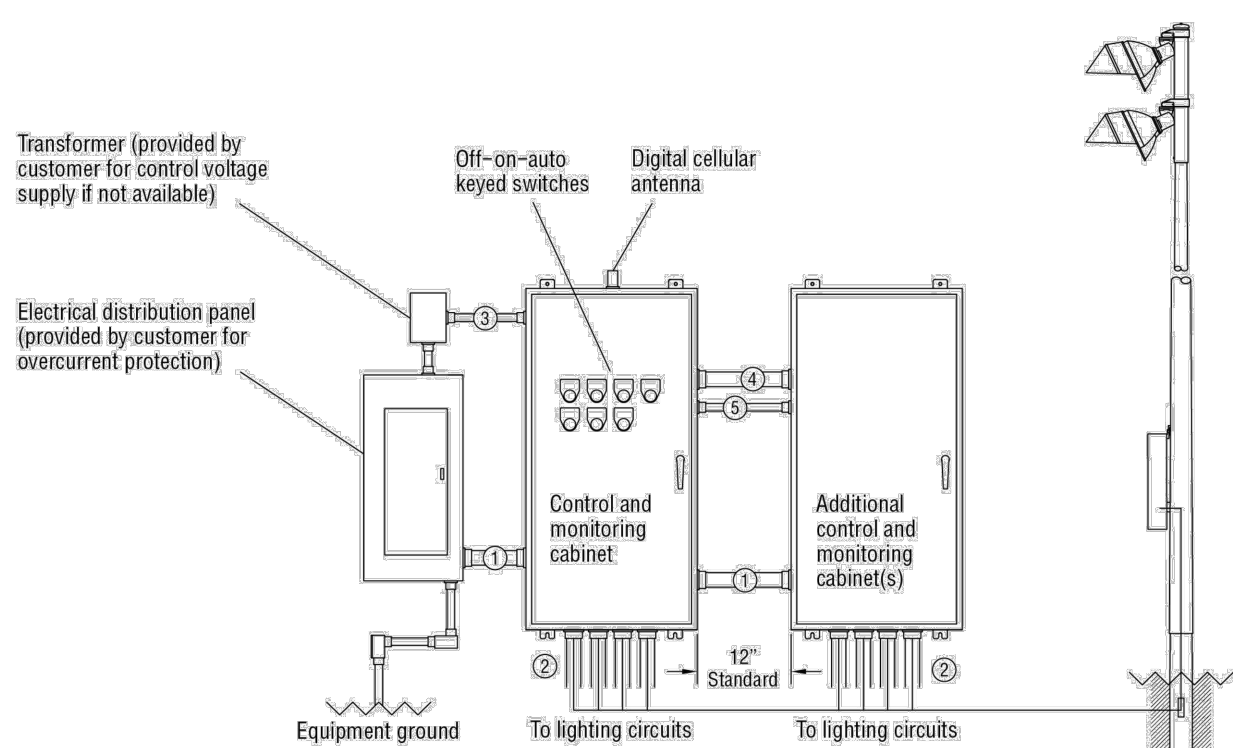 Transformer (provided by
customer for control voltage
supply if not available)
Off-on-auto
keyed switches
Digital cellular
antenna
Electrical distribution panel
(provided by customer for
overcurrent protection)
3
4
5
Control and
monitoring
cabinet
Additional
control and
monitoring
cabinet(s)
1
1
2
12"
Standard
2
Equipment ground
To lighting circuits
To lighting circuits